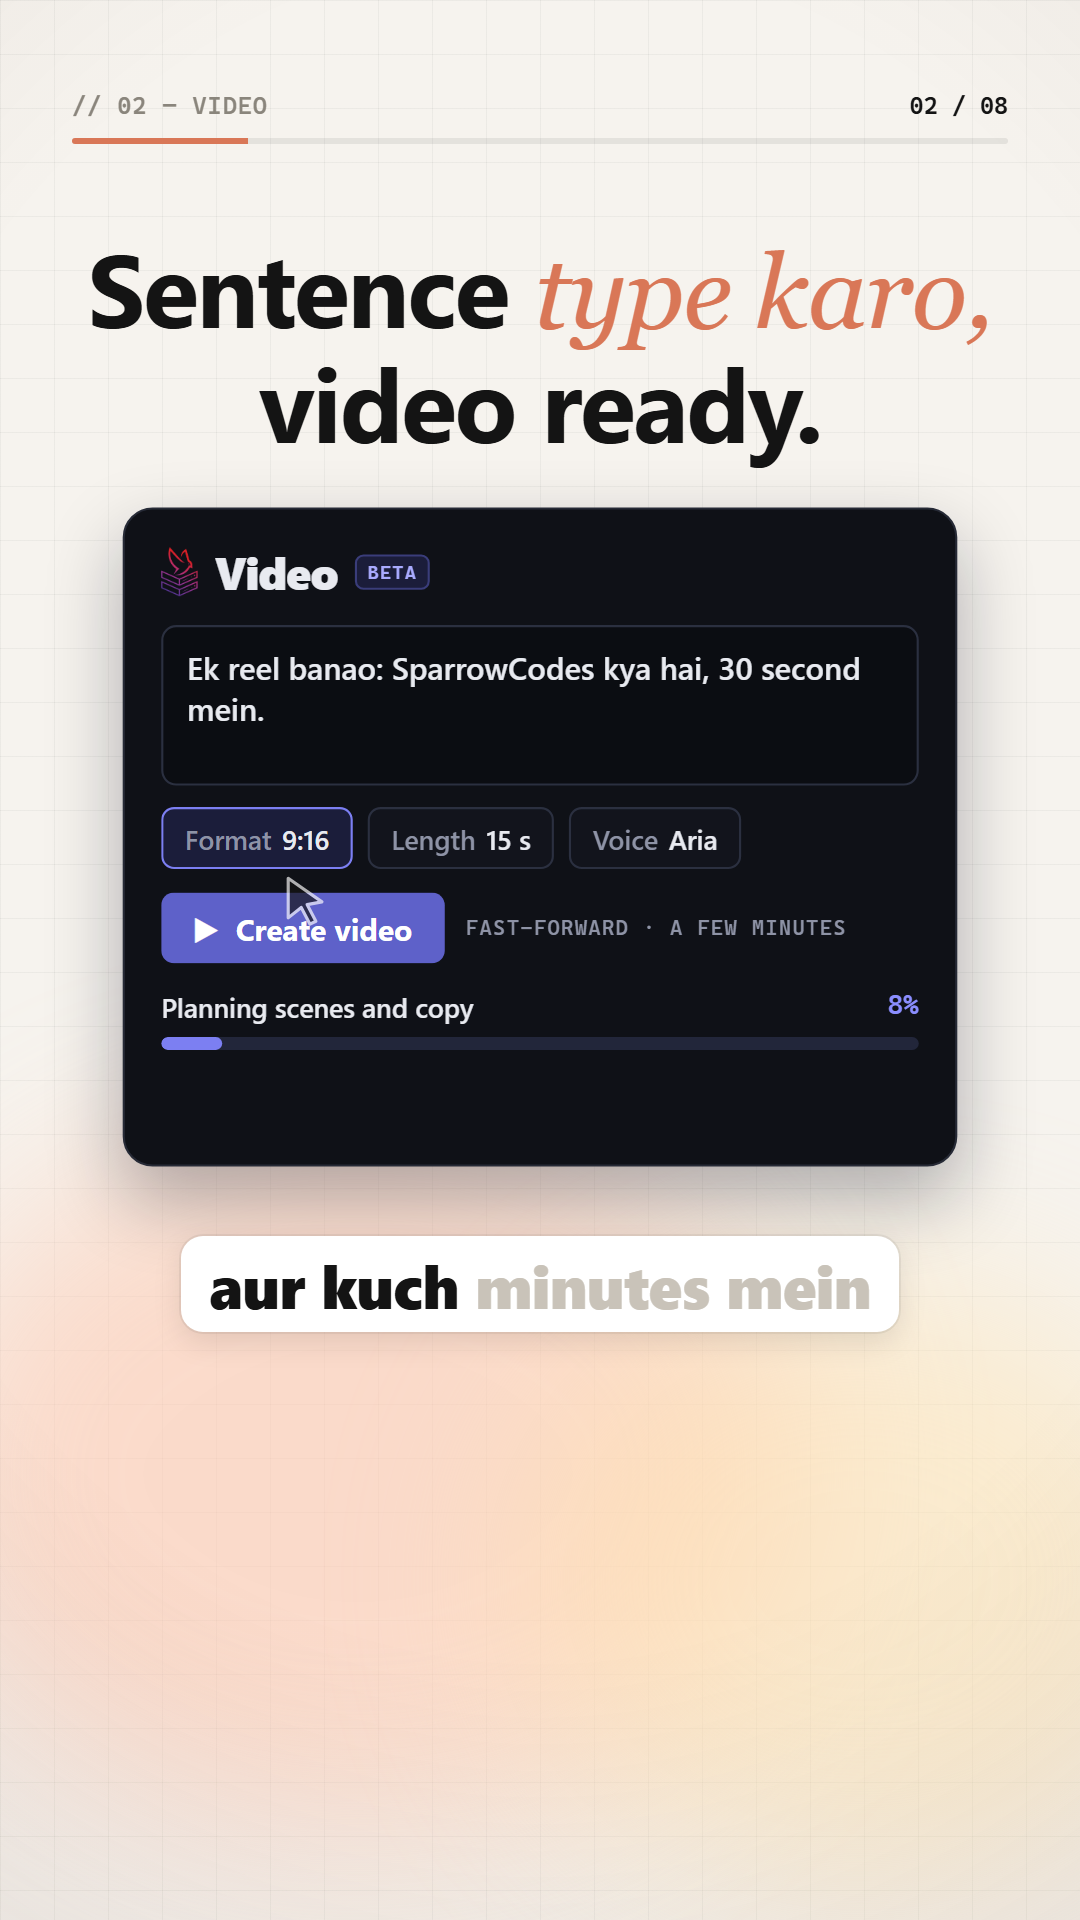 // 02 — VIDEO
02 / 08
Sentence type karo,
video ready.
Video BETA
Ek reel banao: SparrowCodes kya hai, 30 second
mein.
Format 9:16
Length 15 s
Voice Aria
▶ Create video
FAST-FORWARD · A FEW MINUTES
Planning scenes and copy
8%
aur kuch minutes mein